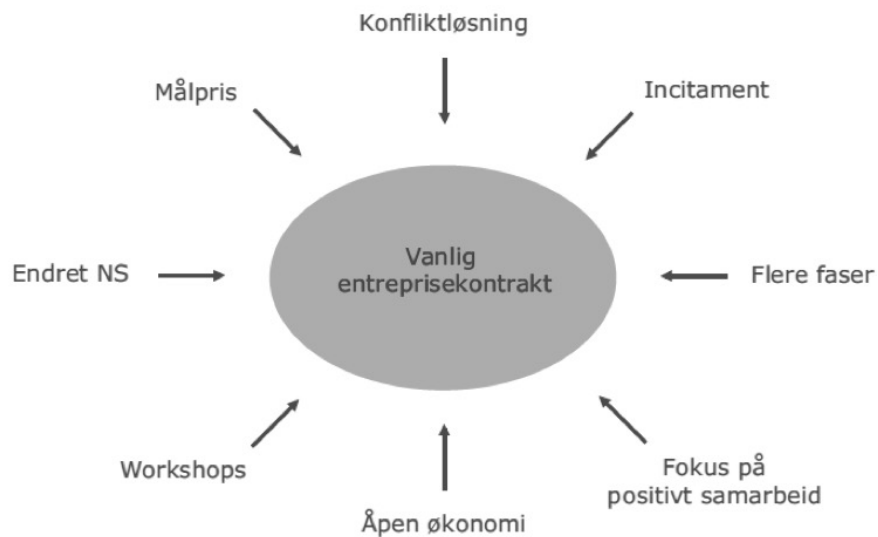 Konfliktløsning
Målpris
Incitament
Endret NS
Vanlig
entreprisekontrakt
Flere faser
Workshops
Fokus på
positivt samarbeid
Åpen økonomi